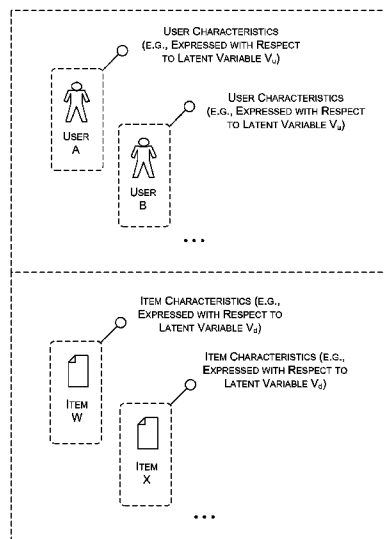 USER CHARACTERISTICS
(E.G., EXPRESSED WITH RESPECT
TO LATENT VARIABLE Vu)
USER
A
USER CHARACTERISTICS
(E.G., EXPRESSED WITH RESPECT
TO LATENT VARIABLE Vu)
USER
B
...
ITEM CHARACTERISTICS (E.G.,
EXPRESSED WITH RESPECT TO
LATENT VARIABLE Vd)
ITEM
W
ITEM CHARACTERISTICS (E.G.,
EXPRESSED WITH RESPECT TO
LATENT VARIABLE Vd)
ITEM
X
...